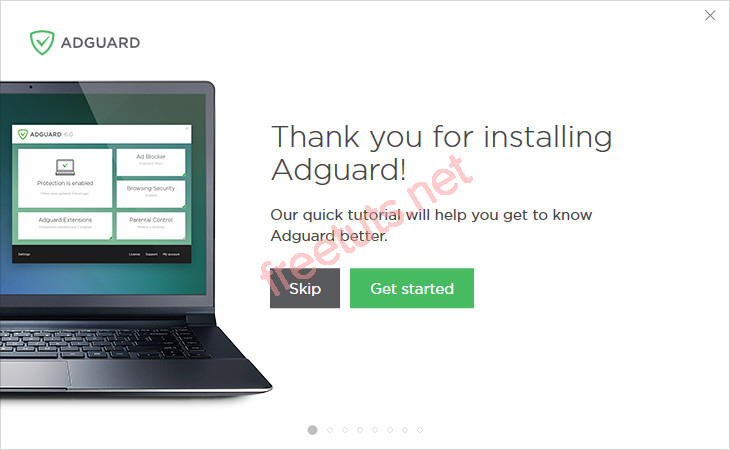 ADGUARD
Thank you for installing
Adguard!
Our quick tutorial will help you get to know
Adguard better.
Skip
Get started
ADGUARD 6.0
Protection is enabled
Ad Blocker
Browsing Security
Adguard Extensions
Parental Control
Settings
License
Support
My account
freetuts.net